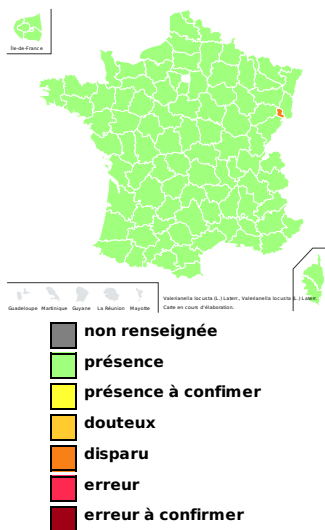 Île-de-France
Guadeloupe Martinique Guyane La Réunion Mayotte
Valerianella locusta (L.) Laterr., Valerianella locusta (L.) Laterr.
Carte en cours d'élaboration.
non renseignée
présence
présence à confimer
douteux
disparu
erreur
erreur à confirmer